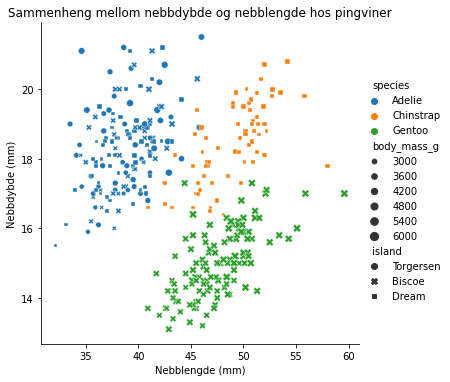 Sammenheng mellom nebbdybde og nebblengde hos pingviner
Nebbdybde (mm)
20
18
16
14
35
40
45
50
55
60
Nebblengde (mm)
species
Adelie
Chinstrap
Gentoo
body_mass_g
3000
3600
4200
4800
5400
6000
island
Torgersen
Biscoe
Dream